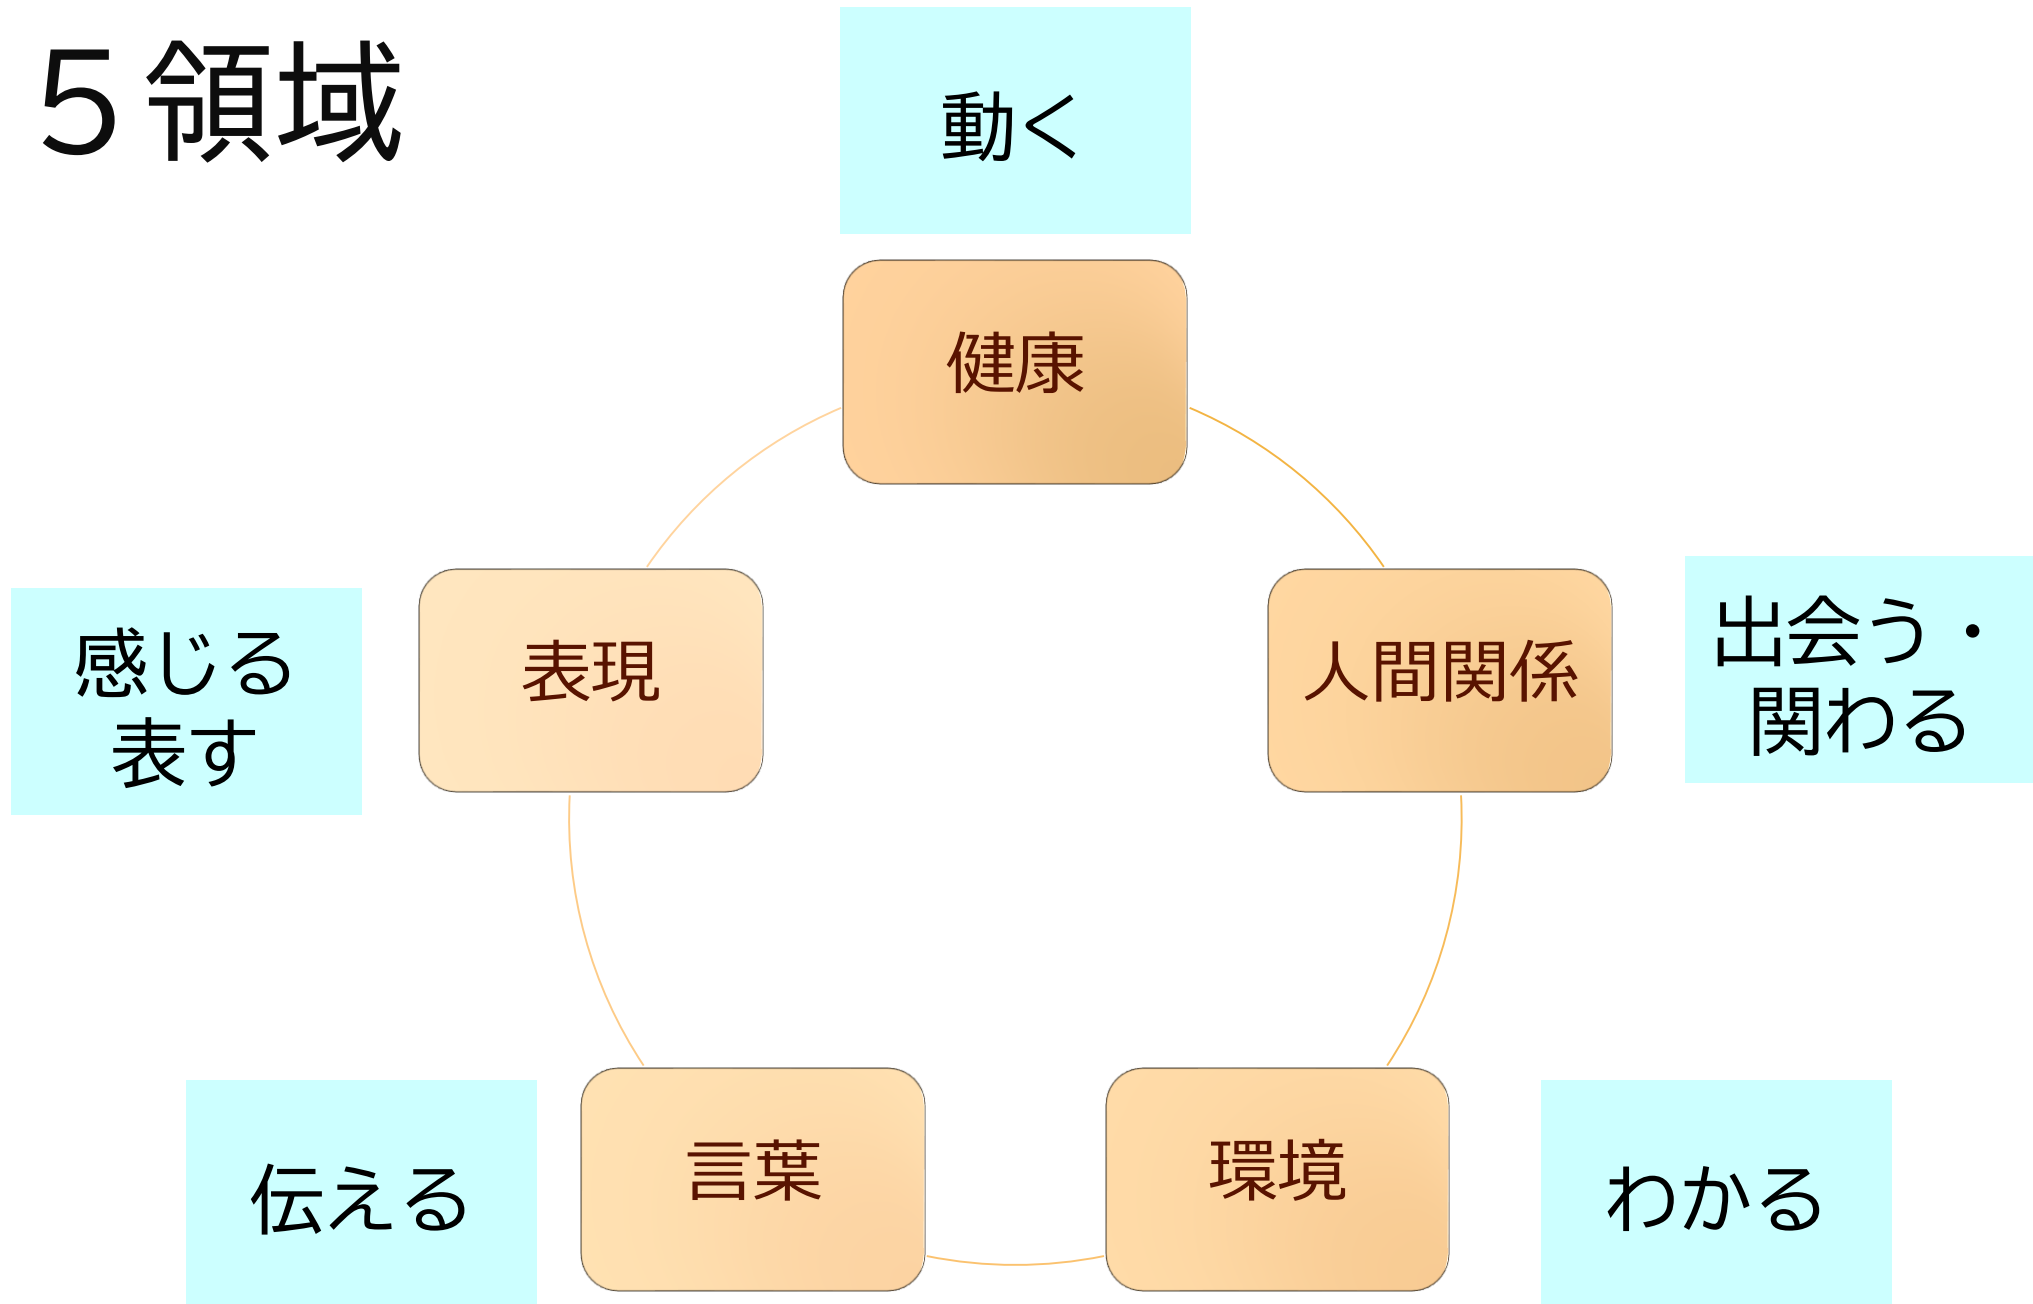 ５領域
動く
健康
表現
人間関係
出会う・
関わる
感じる
表す
言葉
環境
伝える
わかる